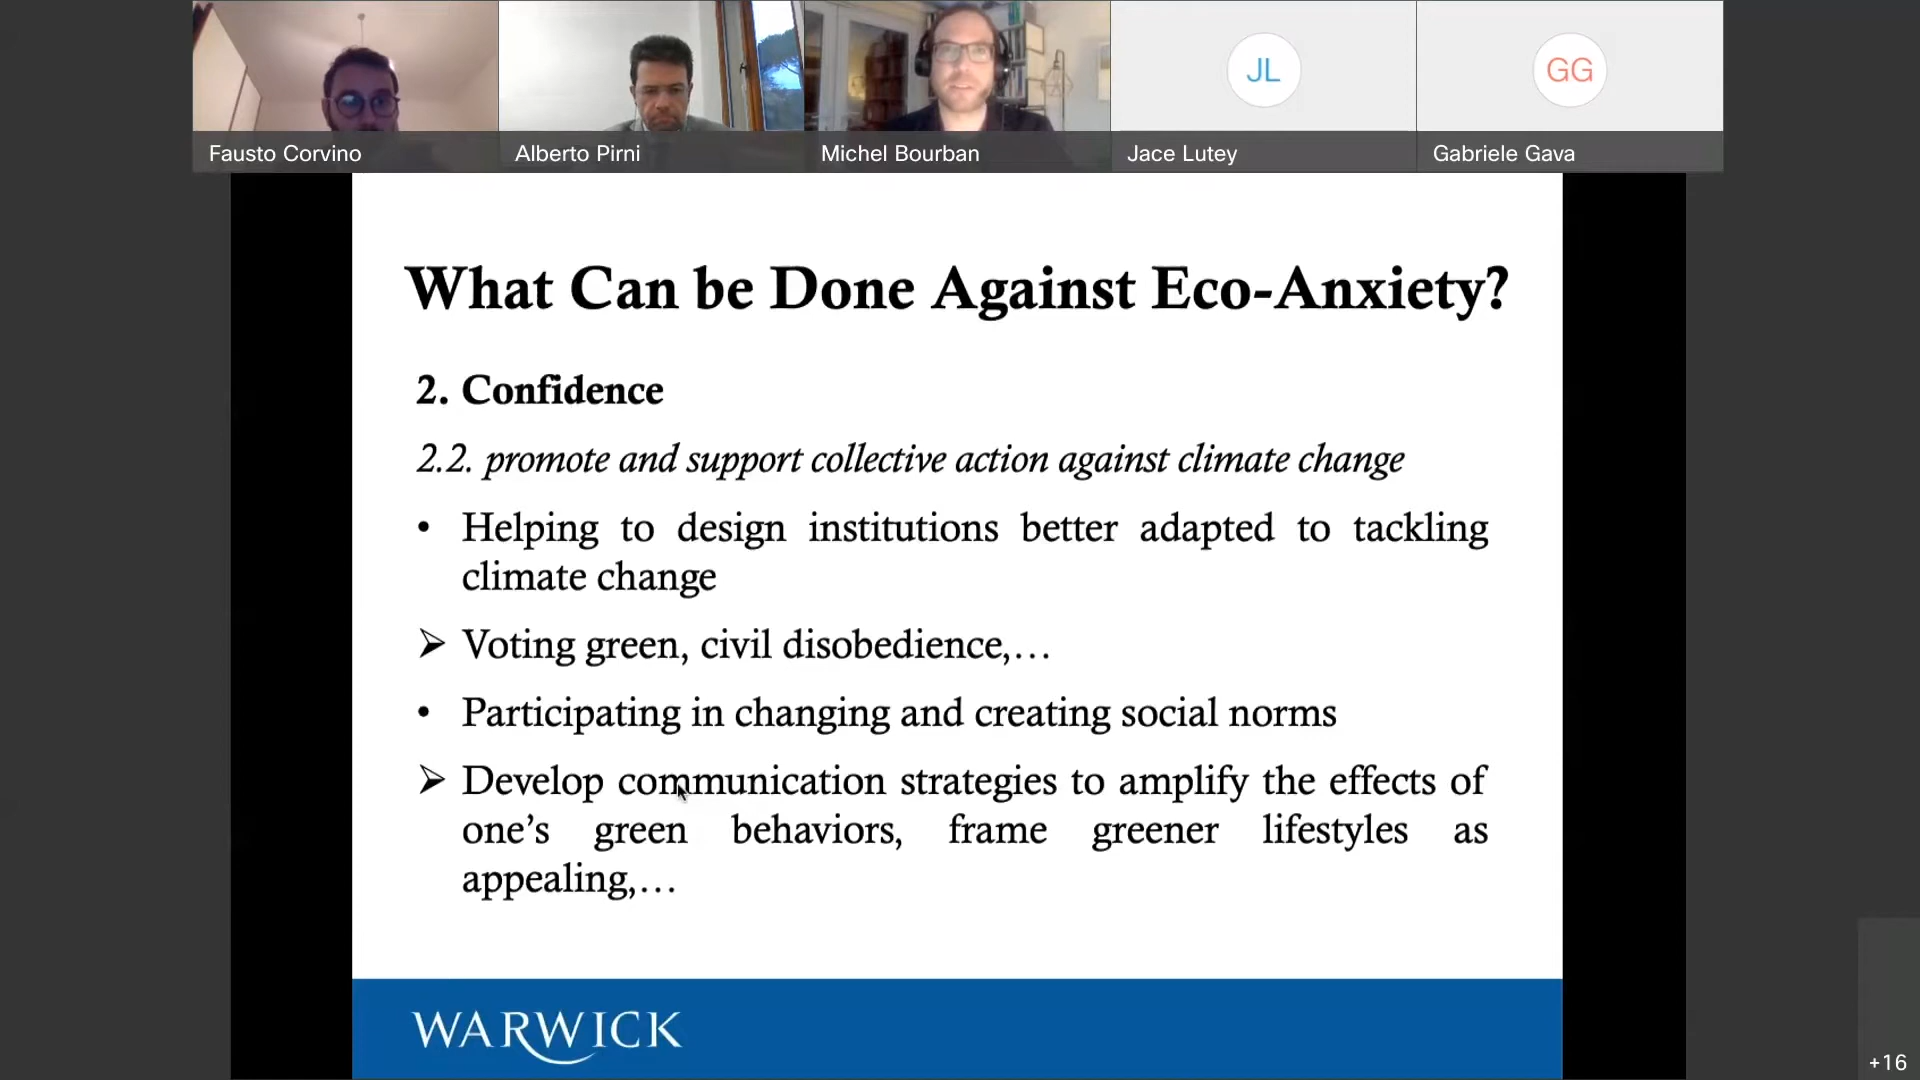 JL
GG
Fausto Corvino
Alberto Pirni
Michel Bourban
Jace Lutey
Gabriele Gava
What Can be Done Against Eco-Anxiety?
2. Confidence
2.2. promote and support collective action against climate change
• Helping to design institutions better adapted to tackling
climate change
➢ Voting green, civil disobedience,…
• Participating in changing and creating social norms
➢ Develop communication strategies to amplify the effects of
one’s green behaviors, frame greener lifestyles as
appealing,…
WARWICK
+16